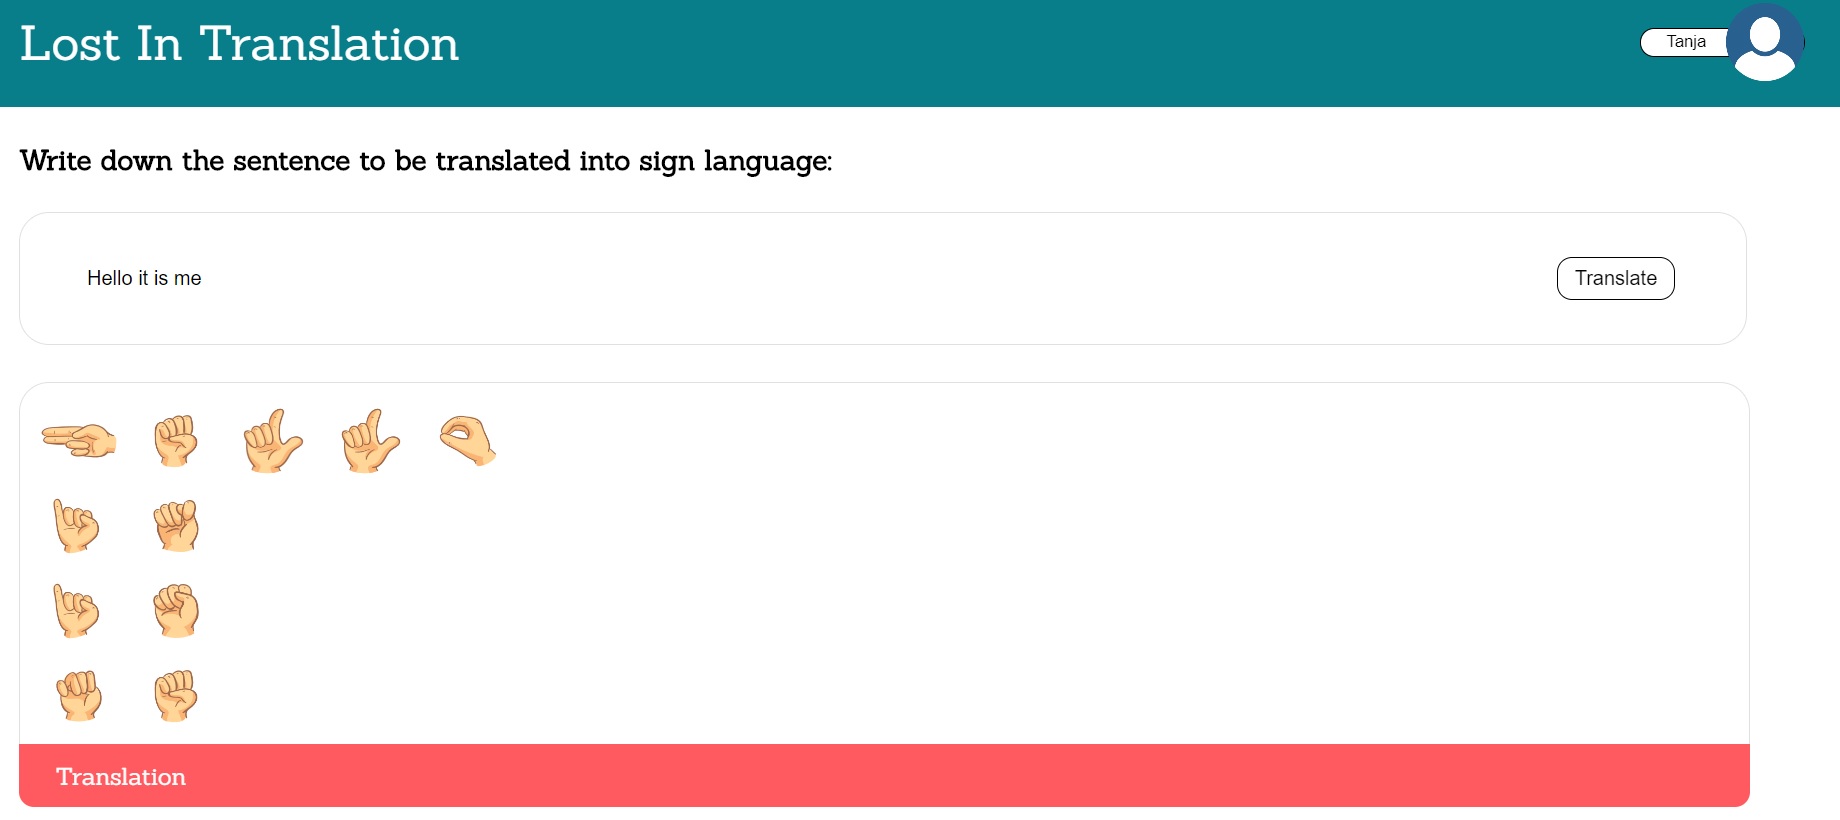 Lost In Translation
Tanja
Write down the sentence to be translated into sign language:
Hello it is me
Translate
Translation